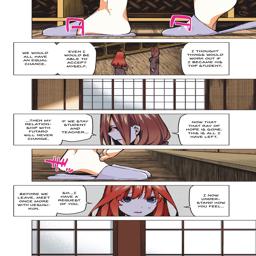 I THOUGHT
THINGS
WOULD
WORK OUT IF
I BECAME HIS
TOP STUDENT.
EVEN I
WOULD BE
ABLE TO
ACCEPT
MYSELF.
WE WOULD
ALL HAVE
AN EQUAL
CHANCE.
NOW THAT
THAT RAY OF
HOPE IS GONE,
THIS IS ALL I
HAVE LEFT.
IF WE STAY
STUDENT
AND
TEACHER...
...THEN MY
RELATION-
SHIP WITH
FUTARO
WILL NEVER
CHANGE.
I NOW
UNDER-
STAND HOW
YOU FEEL...
SO... I
HAVE A
REQUEST
OF YOU.
BEFORE WE
LEAVE, MEET
ONCE MORE
WITH UESUGI-
KUN.